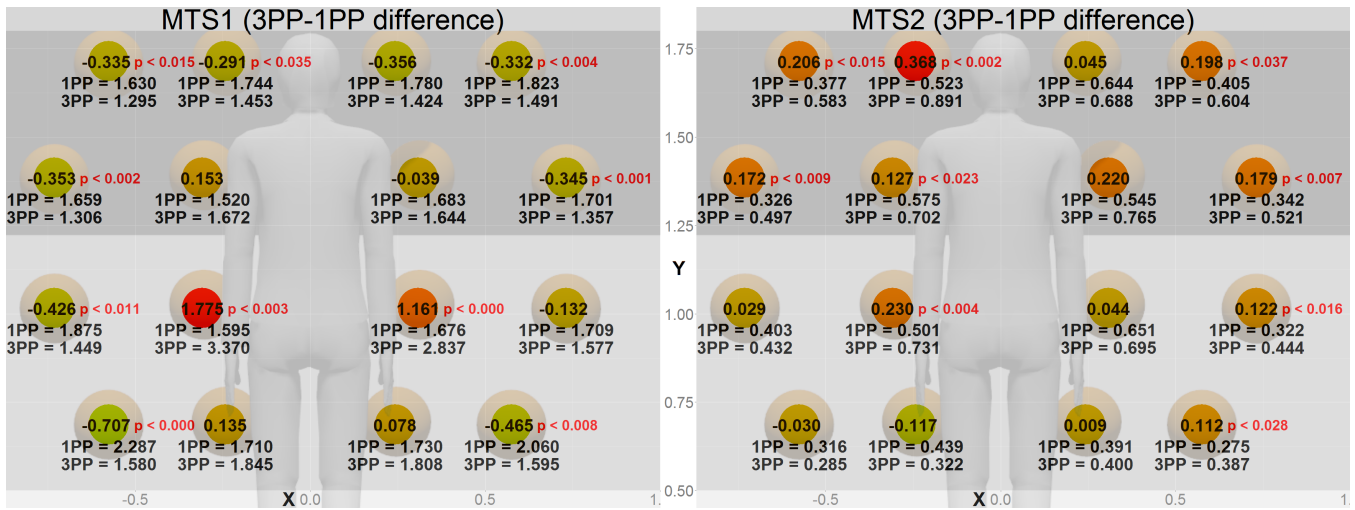 MTS1 (3PP-1PP difference)
-0.335 p < 0.015 -0.291 p < 0.035 -0.356 -0.332 p < 0.004
1PP = 1.630 1PP = 1.744 1PP = 1.780 1PP = 1.823
3PP = 1.295 3PP = 1.453 3PP = 1.424 3PP = 1.491
-0.353 p < 0.002 0.153 -0.039 -0.345 p < 0.001
1PP = 1.659 1PP = 1.520 1PP = 1.683 1PP = 1.701
3PP = 1.306 3PP = 1.672 3PP = 1.644 3PP = 1.357
-0.426 p < 0.011 1.775 p < 0.003 1.161 p < 0.000 -0.132
1PP = 1.875 1PP = 1.595 1PP = 1.676 1PP = 1.709
3PP = 1.449 3PP = 3.370 3PP = 2.837 3PP = 1.577
-0.707 p < 0.000 0.135 0.078 -0.465 p < 0.008
1PP = 2.287 1PP = 1.710 1PP = 1.730 1PP = 2.060
3PP = 1.580 3PP = 1.845 3PP = 1.808 3PP = 1.595
-0.5 X 0.0 0.5 1.
1.75
1.50
1.25
Y
1.00
0.75
0.50
MTS2 (3PP-1PP difference)
0.206 p < 0.015 0.368 p < 0.002 0.045 0.198 p < 0.037
1PP = 0.377 1PP = 0.523 1PP = 0.644 1PP = 0.405
3PP = 0.583 3PP = 0.891 3PP = 0.688 3PP = 0.604
0.172 p < 0.009 0.127 p < 0.023 0.220 0.179 p < 0.007
1PP = 0.326 1PP = 0.575 1PP = 0.545 1PP = 0.342
3PP = 0.497 3PP = 0.702 3PP = 0.765 3PP = 0.521
0.029 0.230 p < 0.004 0.044 0.122 p < 0.016
1PP = 0.403 1PP = 0.501 1PP = 0.651 1PP = 0.322
3PP = 0.432 3PP = 0.731 3PP = 0.695 3PP = 0.444
-0.030 -0.117 0.009 0.112 p < 0.028
1PP = 0.316 1PP = 0.439 1PP = 0.391 1PP = 0.275
3PP = 0.285 3PP = 0.322 3PP = 0.400 3PP = 0.387
-0.5 X 0.0 0.5 1.